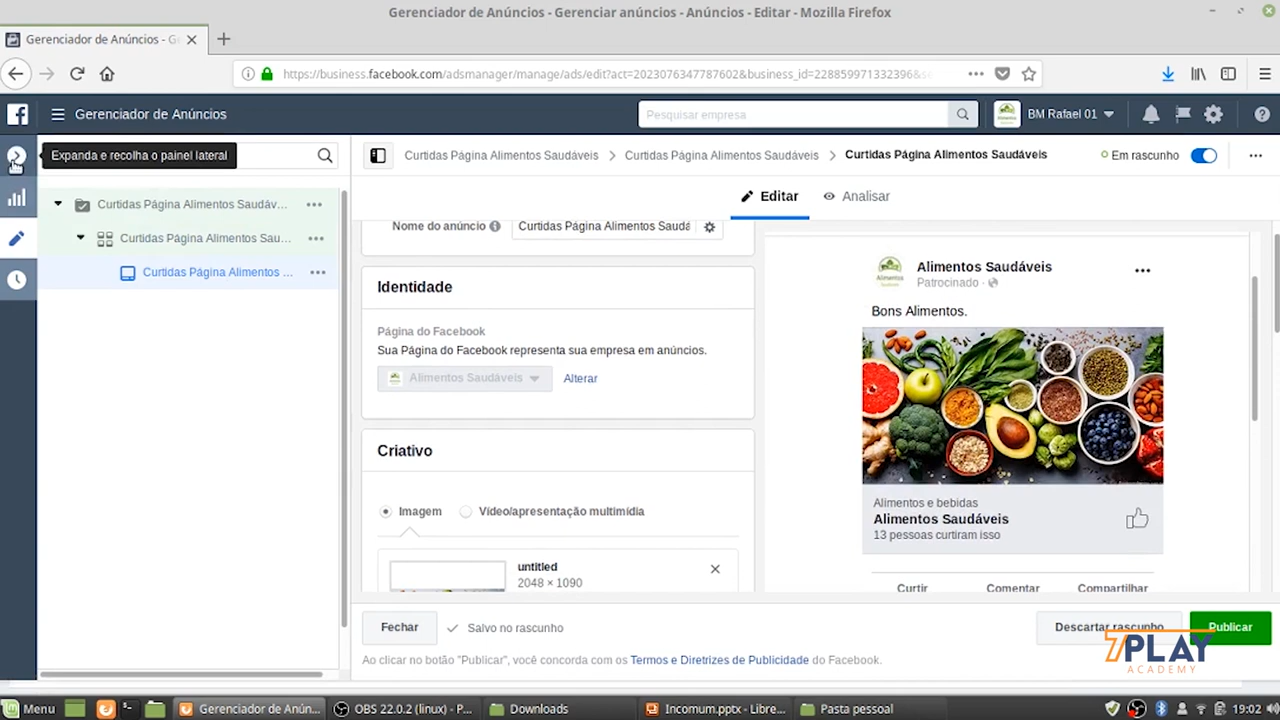 Gerenciador de Anúncios - Gerenciar anúncios - Anúncios - Editar - Mozilla Firefox
Gerenciador de Anúncios - G
https://business.facebook.com/adsmanager/manage/ads/edit?act=2023076347787602&business_id=228859971332396&s
Gerenciador de Anúncios
Pesquisar empresa
BM Rafael 01
Expanda e recolha o painel lateral
Curtidas Página Alimentos Saudáveis
Curtidas Página Alimentos Saudáveis
Curtidas Página Alimentos Saudáveis
Em rascunho
Curtidas Página Alimentos Saudáv...
Curtidas Página Alimentos Sau...
Curtidas Página Alimentos ...
Editar
Analisar
Nome do anúncio
Curtidas Página Alimentos Saudá
Identidade
Página do Facebook
Sua Página do Facebook representa sua empresa em anúncios.
Alimentos Saudáveis
Alterar
Criativo
Imagem
Vídeo/apresentação multimídia
untitled
2048 × 1090
Alimentos Saudáveis
Patrocinado ·
Bons Alimentos.
Alimentos e bebidas
Alimentos Saudáveis
13 pessoas curtiram isso
Curtir
Comentar
Compartilhar
Fechar
Salvo no rascunho
Descartar rascunho
Publicar
Ao clicar no botão "Publicar", você concorda com os Termos e Diretrizes de Publicidade do Facebook.
7PLAY
ACADEMY
Menu
Gerenciador de Anún...
OBS 22.0.2 (linux) - P...
Downloads
Incomum.pptx - Libre...
Pasta pessoal
19:02